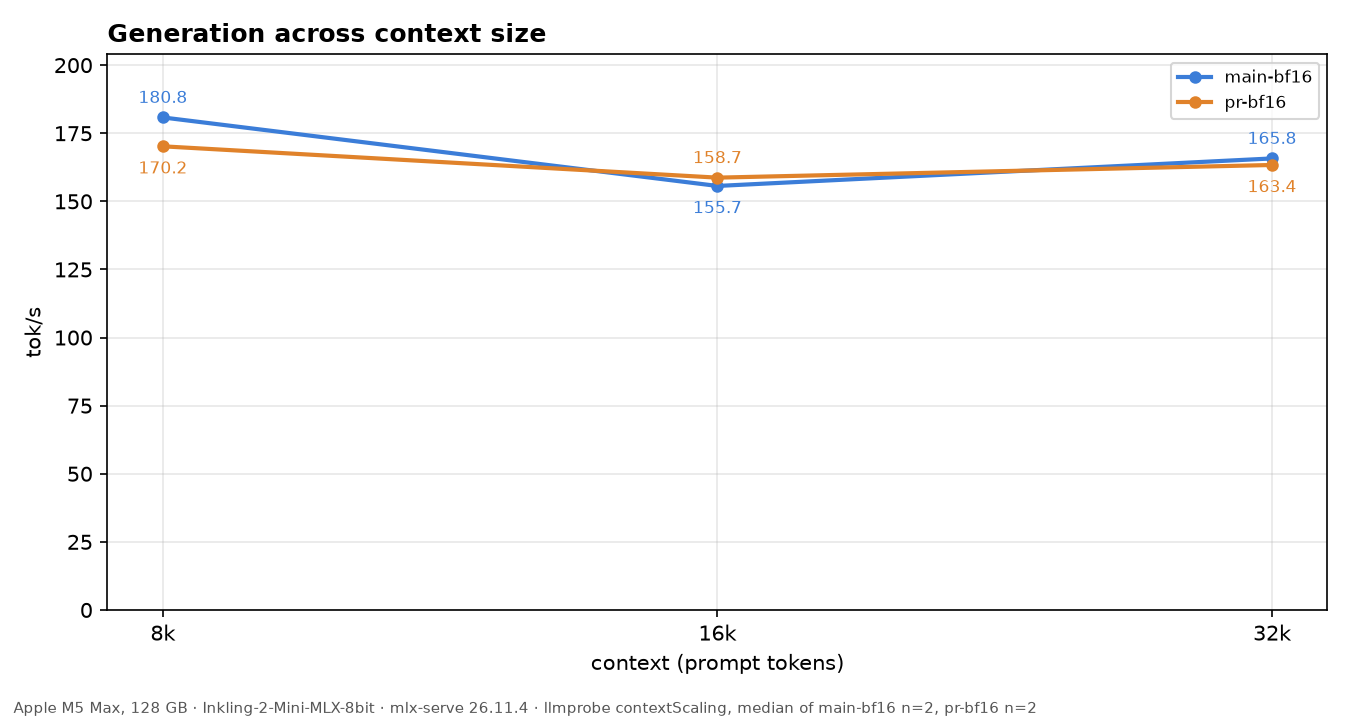 Generation across context size
main-bf16
pr-bf16
200
175
150
125
100
75
50
25
0
tok/s
180.8
170.2
158.7
155.7
165.8
163.4
8k
16k
32k
context (prompt tokens)
Apple M5 Max, 128 GB · Inkling-2-Mini-MLX-8bit · mlx-serve 26.11.4 · llmprobe contextScaling, median of main-bf16 n=2, pr-bf16 n=2